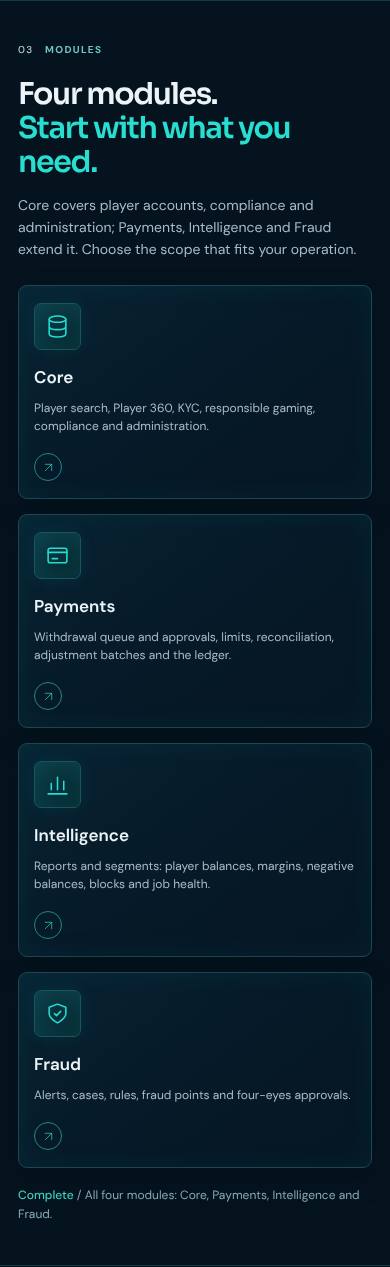 03 MODULES
Four modules.
Start with what you
need.
Core covers player accounts, compliance and
administration; Payments, Intelligence and Fraud
extend it. Choose the scope that fits your operation.
Core
Player search, Player 360, KYC, responsible gaming,
compliance and administration.
Payments
Withdrawal queue and approvals, limits, reconciliation,
adjustment batches and the ledger.
Intelligence
Reports and segments: player balances, margins, negative
balances, blocks and job health.
Fraud
Alerts, cases, rules, fraud points and four-eyes approvals.
Complete / All four modules: Core, Payments, Intelligence and
Fraud.